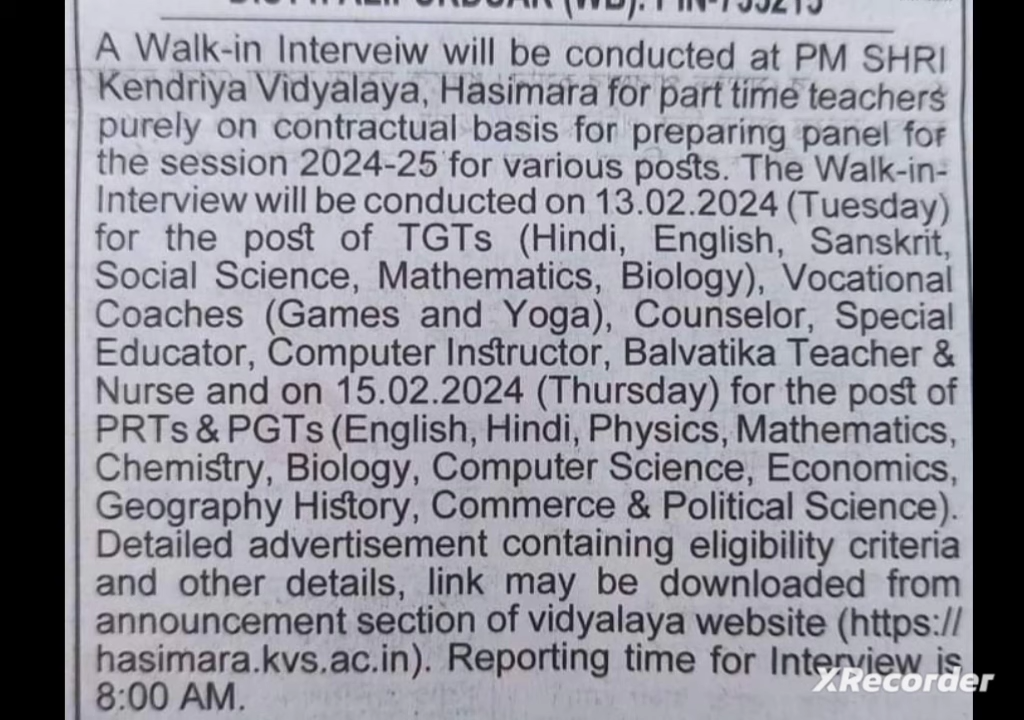 DISTT. ALIPURDUAR (WB). PIN-735215
A Walk-in Interveiw will be conducted at PM SHRI
Kendriya Vidyalaya, Hasimara for part time teachers
purely on contractual basis for preparing panel for
the session 2024-25 for various posts. The Walk-in-
Interview will be conducted on 13.02.2024 (Tuesday)
for the post of TGTs (Hindi, English, Sanskrit,
Social Science, Mathematics, Biology), Vocational
Coaches (Games and Yoga), Counselor, Special
Educator, Computer Instructor, Balvatika Teacher &
Nurse and on 15.02.2024 (Thursday) for the post of
PRTs & PGTs (English, Hindi, Physics, Mathematics,
Chemistry, Biology, Computer Science, Economics,
Geography History, Commerce & Political Science).
Detailed advertisement containing eligibility criteria
and other details, link may be downloaded from
announcement section of vidyalaya website (https://
hasimara.kvs.ac.in). Reporting time for Interview is
8:00 AM.
XRecorder